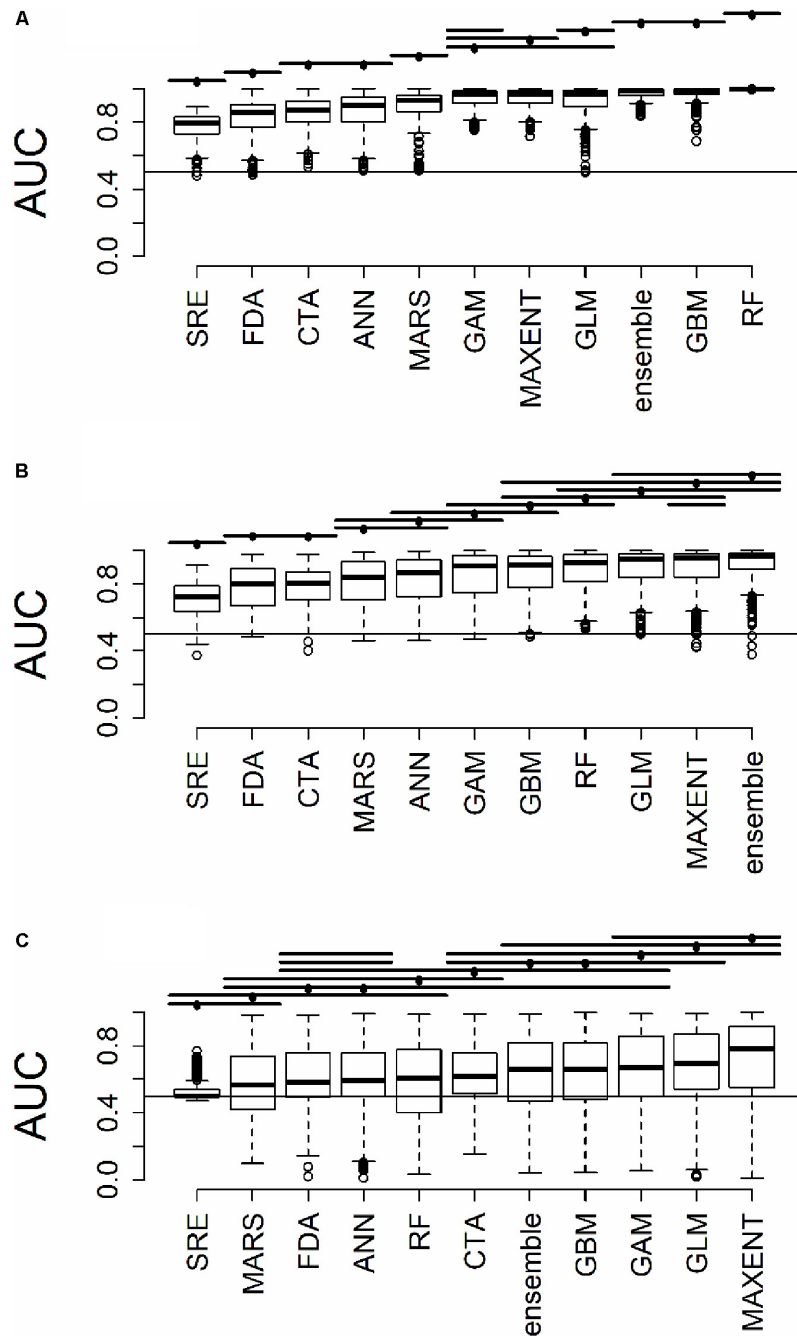 A
AUC
0.8
0.4
0.0
SRE
FDA
CTA
ANN
MARS
GAM
MAXENT
GLM
ensemble
GBM
RF
B
AUC
0.8
0.4
0.0
SRE
FDA
CTA
MARS
ANN
GAM
GBM
RF
GLM
MAXENT
ensemble
C
AUC
0.8
0.4
0.0
SRE
MARS
FDA
ANN
RF
CTA
ensemble
GBM
GAM
GLM
MAXENT